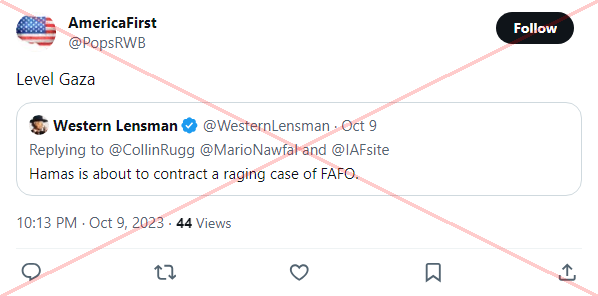 AmericaFirst
@PopsRWB
Follow
Level Gaza
Western Lensman @WesternLensman · Oct 9
Replying to @CollinRugg @MarioNawfal and @IAFsite
Hamas is about to contract a raging case of FAFO.
10:13 PM · Oct 9, 2023 · 44 Views